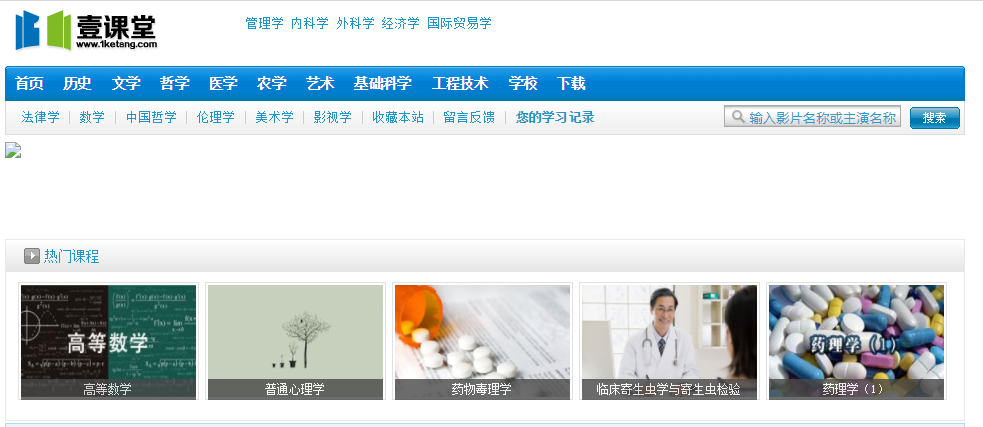 壹课堂
www.1ketang.com
管理学 内科学 外科学 经济学 国际贸易学
首页 历史 文学 哲学 医学 农学 艺术 基础科学 工程技术 学校 下载
法律学 数学 中国哲学 伦理学 美术学 影视学 收藏本站 留言反馈 您的学习记录
输入影片名称或主演名称 搜索
热门课程
高等数学
药理学（1）
高等数学 普通心理学 药物毒理学 临床寄生虫学与寄生虫检验 药理学（1）